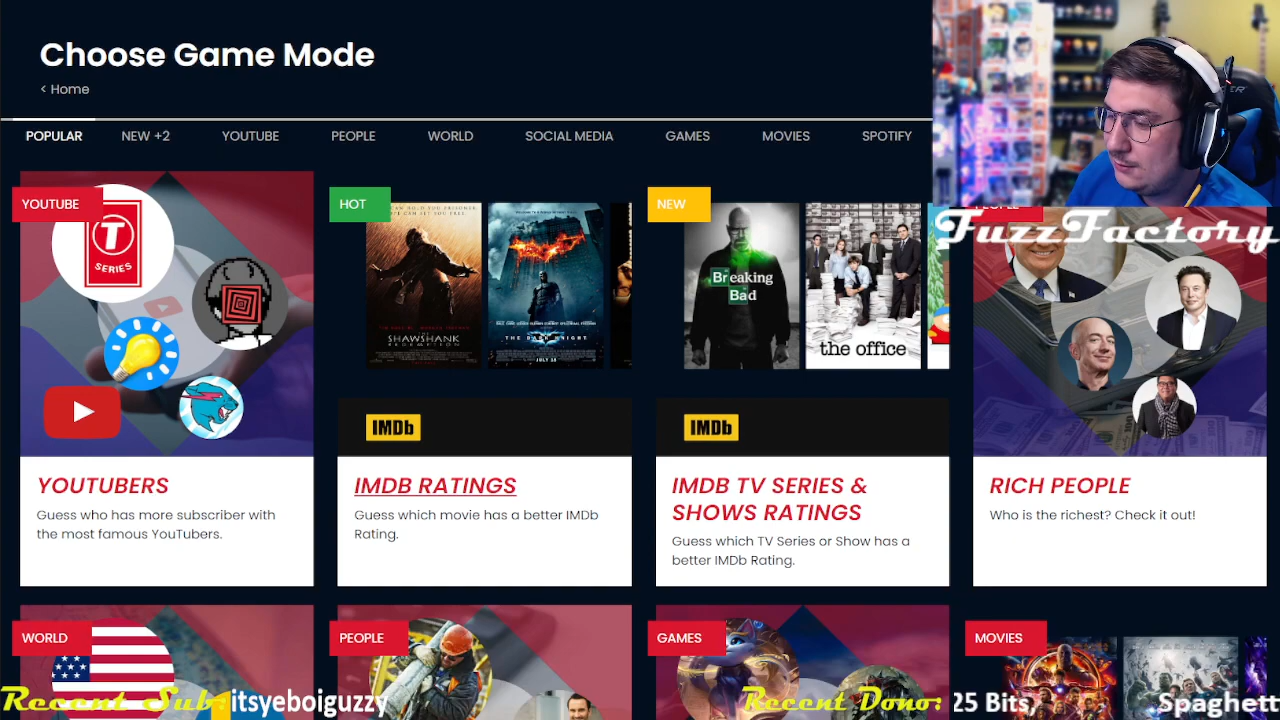 Choose Game Mode
< Home
POPULAR
NEW +2
YOUTUBE
PEOPLE
WORLD
SOCIAL MEDIA
GAMES
MOVIES
SPOTIFY
FuzzFactory
YOUTUBE
T
SERIES
YOUTUBERS
Guess who has more subscriber with
the most famous YouTubers.
HOT
SHAWSHANK
THE DARK KNIGHT
JULY 18
IMDb
IMDB RATINGS
Guess which movie has a better IMDb
Rating.
NEW
Breaking
Bad
the office
IMDb
IMDB TV SERIES &
SHOWS RATINGS
Guess which TV Series or Show has a
better IMDb Rating.
PEOPLE
RICH PEOPLE
Who is the richest? Check it out!
WORLD
PEOPLE
GAMES
MOVIES
Recent Sub: itsyeboiguzzy
Recent Dono: 25 Bits, Spaghett